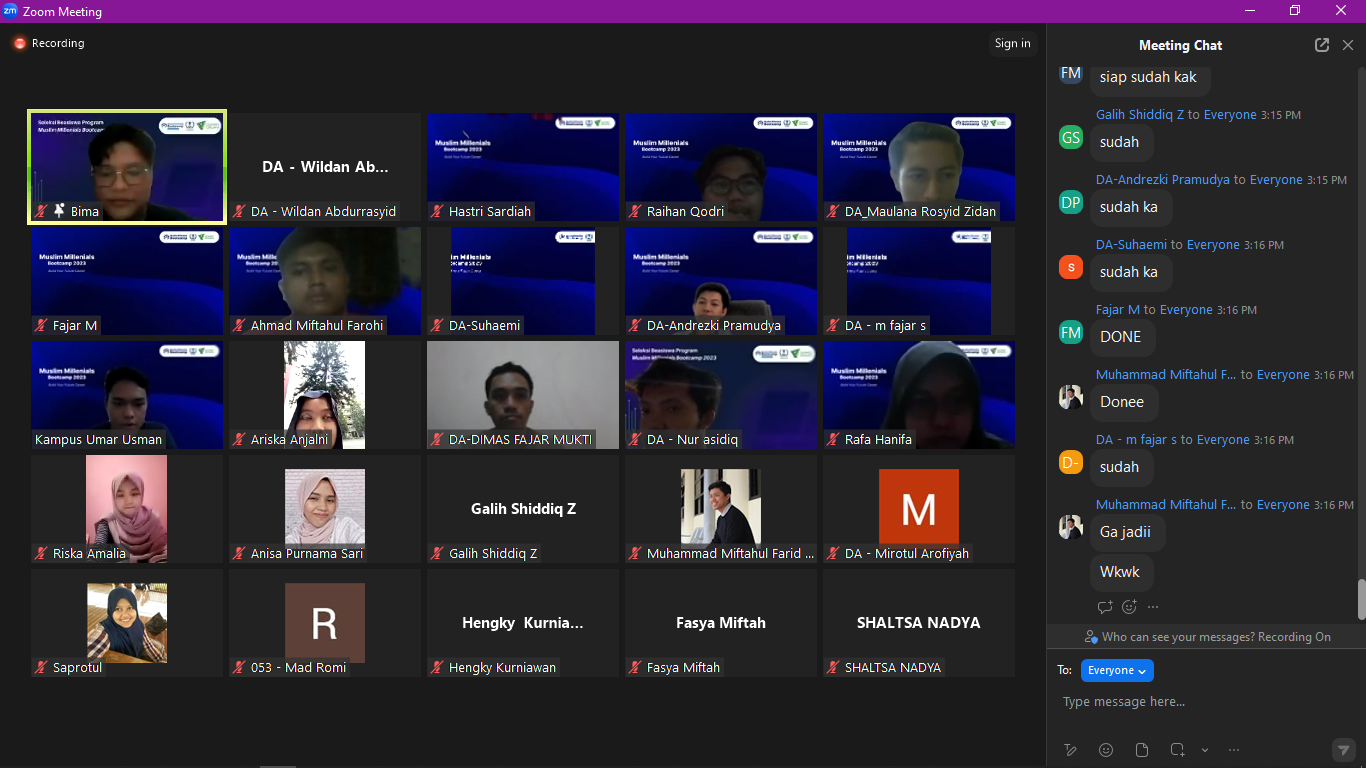 Zoom Meeting
Recording
Sign in
Seleksi Beasiswa Program
Muslim Millenials Bootcamp
Bima
DA - Wildan Ab...
DA - Wildan Abdurrasyid
Muslim Millenials
Bootcamp 2023
Build Your Future Career
Hastri Sardiah
Muslim Millenials
Bootcamp 2023
Raihan Qodri
Muslim Millenials
Bootcamp 2023
DA_Maulana Rosyid Zidan
Muslim Millenials
Bootcamp 2023
Build Your Future Career
Fajar M
Muslim
Ahmad Miftahul Farohi
Muslim Millenials
DA-Suhaemi
Muslim Millenials
Bootcamp 2023
DA-Andrezki Pramudya
DA - m fajar s
Muslim Millenials
Bootcamp 2023
Kampus Umar Usman
Ariska Anjalni
DA-DIMAS FAJAR MUKTI
Seleksi Beasiswa Program
Muslim Millenials Bootcamp 2023
DA - Nur asidiq
Muslim Millenials
Bootcamp 2023
Rafa Hanifa
Riska Amalia
Anisa Purnama Sari
Galih Shiddiq Z
Galih Shiddiq Z
Muhammad Miftahul Farid ...
M
DA - Mirotul Arofiyah
Saprotul
R
053 - Mad Romi
Hengky Kurnia...
Hengky Kurniawan
Fasya Miftah
Fasya Miftah
SHALTSA NADYA
SHALTSA NADYA
Meeting Chat
FM
siap sudah kak
Galih Shiddiq Z to Everyone 3:15 PM
GS
sudah
DA-Andrezki Pramudya to Everyone 3:15 PM
DP
sudah ka
DA-Suhaemi to Everyone 3:16 PM
S
sudah ka
Fajar M to Everyone 3:16 PM
FM
DONE
Muhammad Miftahul F... to Everyone 3:16 PM
Donee
DA - m fajar s to Everyone 3:16 PM
D-
sudah
Muhammad Miftahul F... to Everyone 3:16 PM
Ga jadii
Wkwk
Who can see your messages? Recording On
To: Everyone
Type message here...